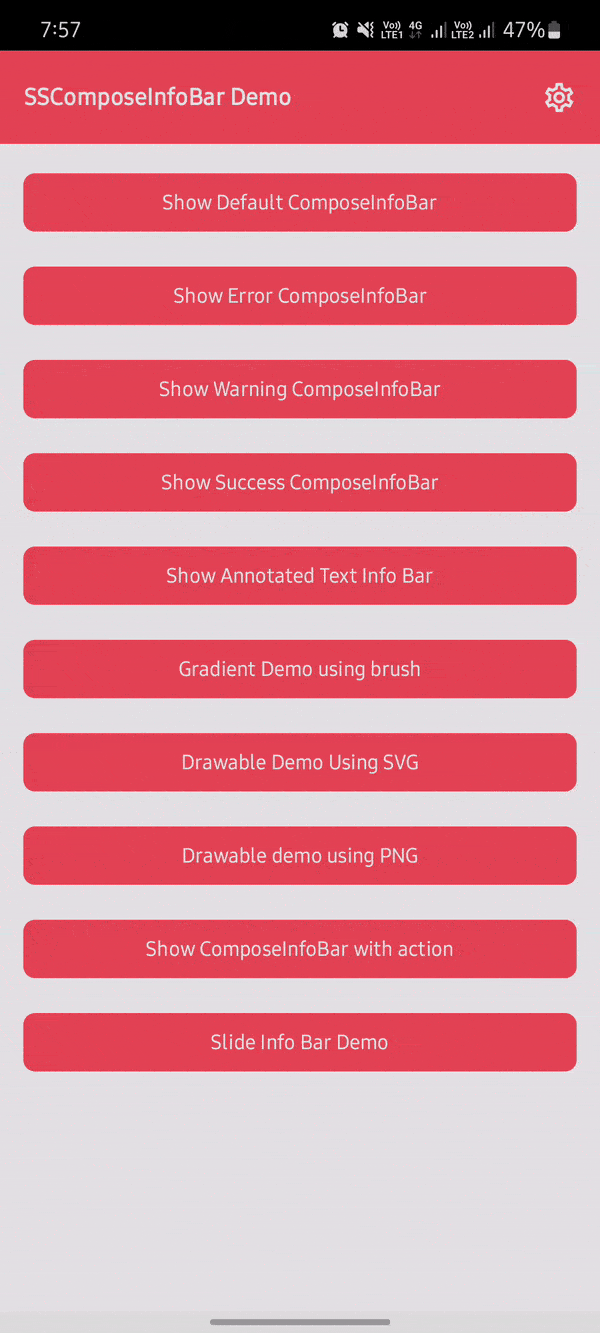 7:57 Vo)) LTE1 4G Vo)) LTE2 47%
SSComposeInfoBar Demo
Show Default ComposeInfoBar
Show Error ComposeInfoBar
Show Warning ComposeInfoBar
Show Success ComposeInfoBar
Show Annotated Text Info Bar
Gradient Demo using brush
Drawable Demo Using SVG
Drawable demo using PNG
Show ComposeInfoBar with action
Slide Info Bar Demo